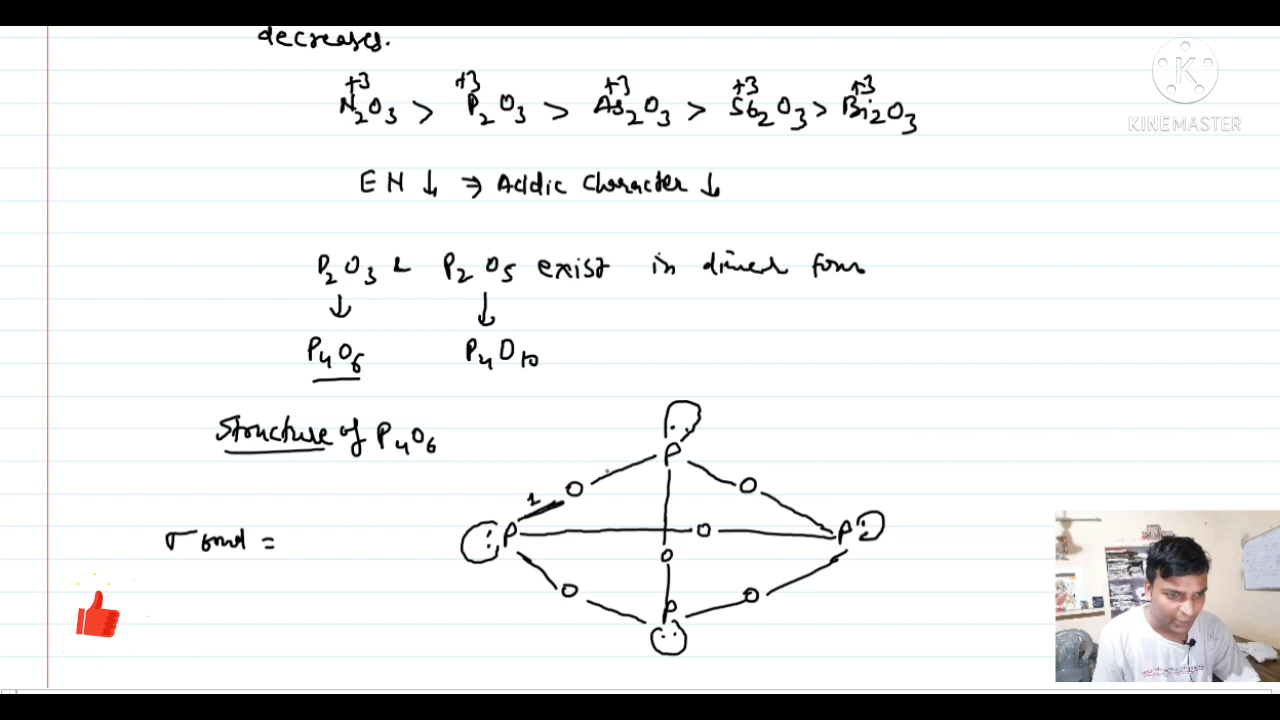 decreases.
+3 +3 +3 +3 +3
N2O3 > P2O3 > As2O3 > Sb2O3 > Bi2O3
K
KINEMASTER
EN ↓ ⇒ Acidic Character ↓
P2O3 & P2O5 exist in dimer form
↓ ↓
P4O6 P4O10
Structure of P4O6
P
O O
1
P O P
O
σ bond =
O O
P